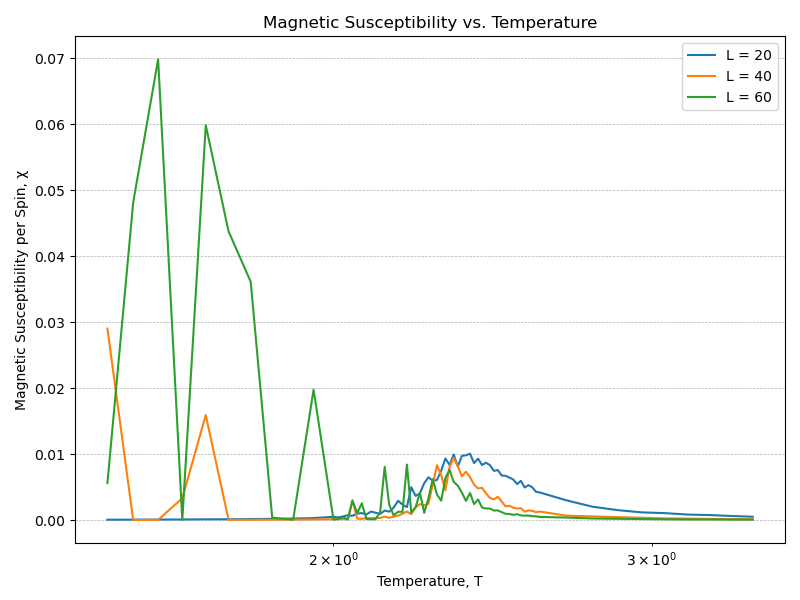 Magnetic Susceptibility vs. Temperature
L = 20
L = 40
L = 60
0.07
0.06
0.05
0.04
0.03
0.02
0.01
0.00
Magnetic Susceptibility per Spin, χ
2 × 10⁰
3 × 10⁰
Temperature, T